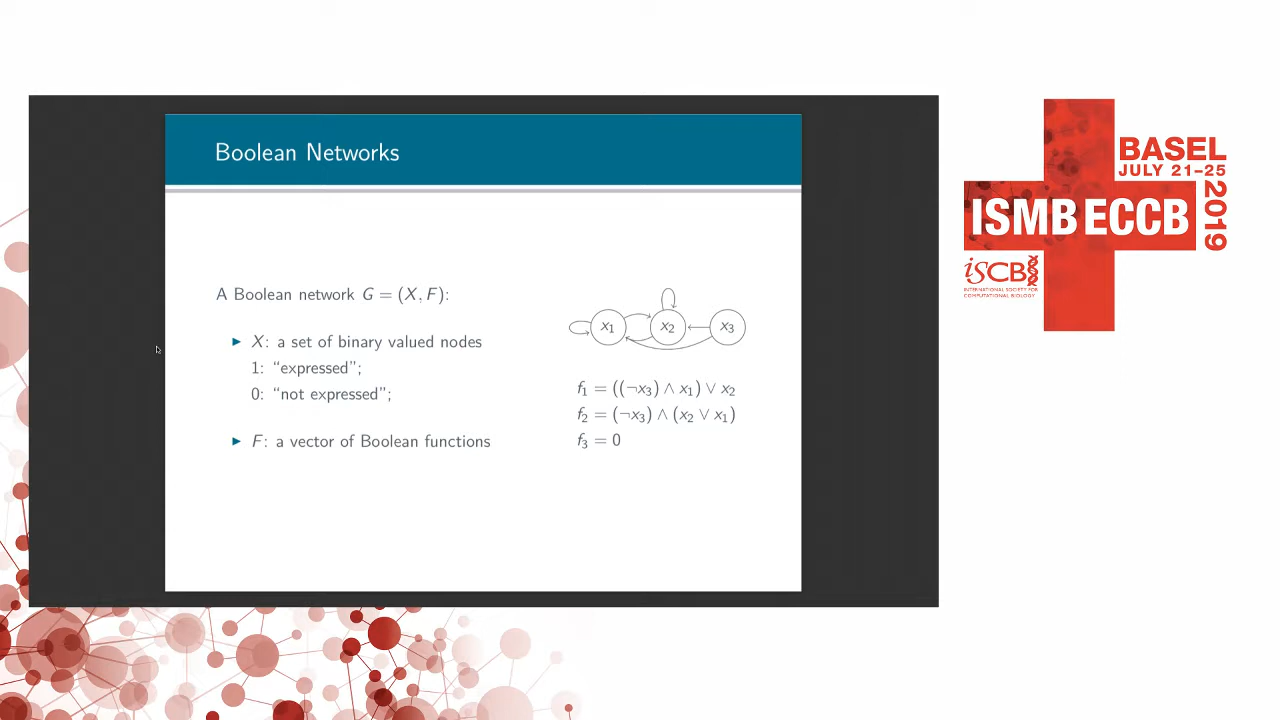 Boolean Networks
A Boolean network G = (X, F):
▶ X: a set of binary valued nodes
1: “expressed”;
0: “not expressed”;
▶ F: a vector of Boolean functions
x₁ x₂ x₃
f₁ = ((¬x₃) ∧ x₁) ∨ x₂
f₂ = (¬x₃) ∧ (x₂ ∨ x₁)
f₃ = 0
BASEL
JULY 21–25
2019
ISMB ECCB
iSCB
INTERNATIONAL SOCIETY FOR
COMPUTATIONAL BIOLOGY